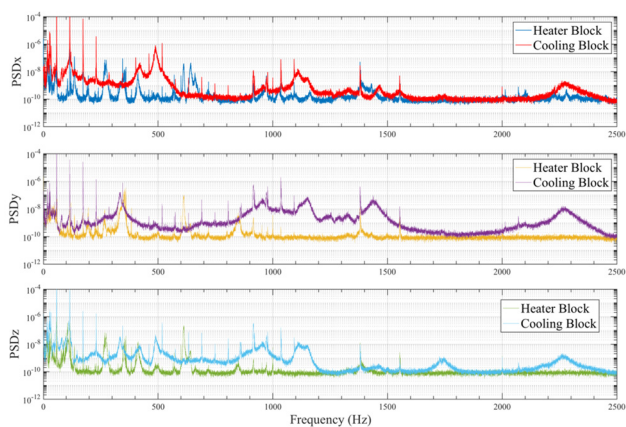 10^-4
10^-6
10^-8
10^-10
10^-12
PSDx
Heater Block
Cooling Block
0 500 1000 1500 2000 2500
10^-4
10^-6
10^-8
10^-10
10^-12
PSDy
Heater Block
Cooling Block
0 500 1000 1500 2000 2500
10^-4
10^-6
10^-8
10^-10
10^-12
PSDz
Heater Block
Cooling Block
0 500 1000 1500 2000 2500
Frequency (Hz)